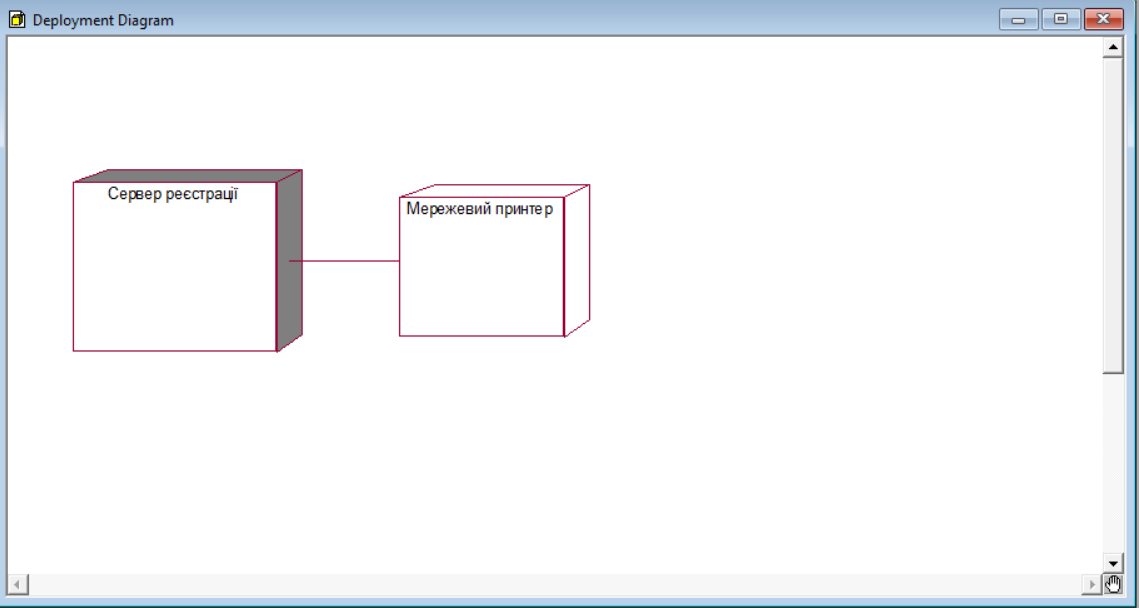 Deployment Diagram
Сервер реєстрації
Мережевий принтер